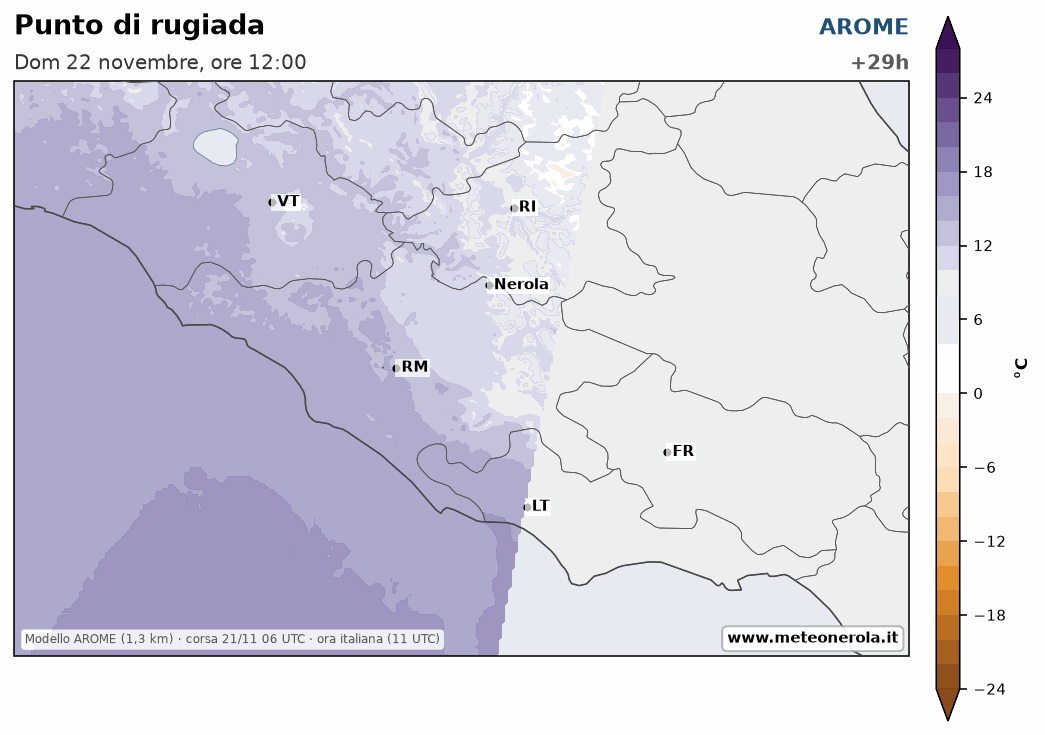 Punto di rugiada
AROME
Dom 22 novembre, ore 12:00
+29h
VT
RI
Nerola
RM
FR
LT
Modello AROME (1,3 km) · corsa 21/11 06 UTC · ora italiana (11 UTC)
www.meteonerola.it
24
18
12
6
0
−6
−12
−18
−24
°C